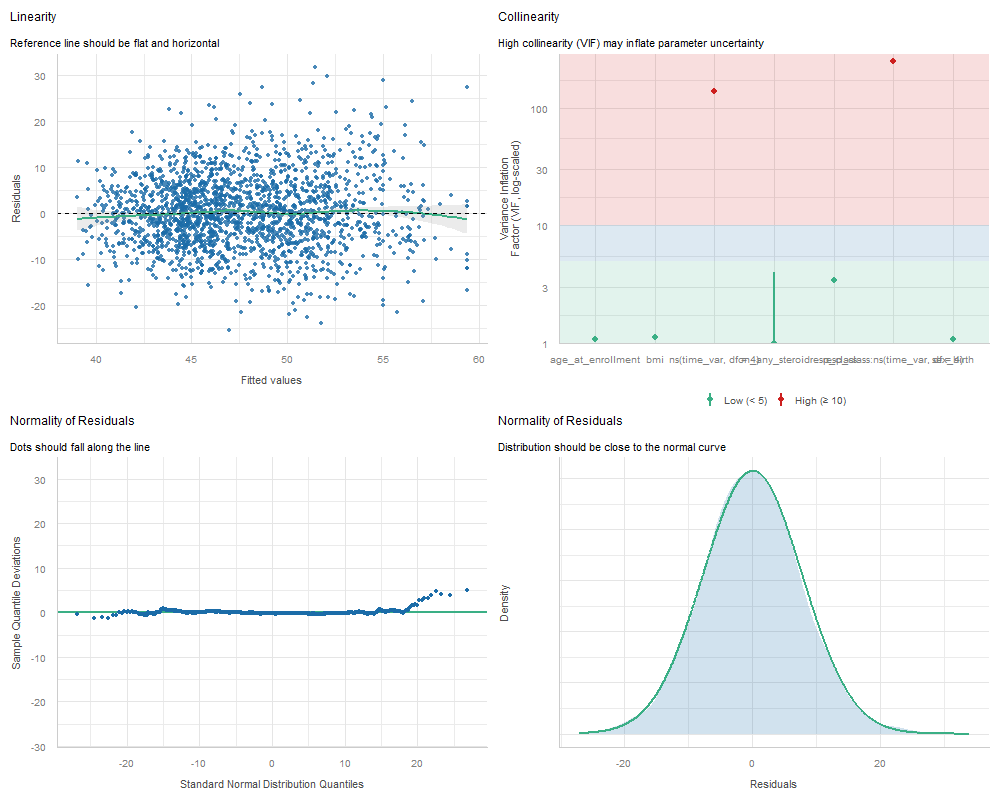 Linearity
Reference line should be flat and horizontal
Residuals
30
20
10
0
-10
-20
40
45
50
55
60
Fitted values
Collinearity
High collinearity (VIF) may inflate parameter uncertainty
Variance Inflation
Factor (VIF, log-scaled)
100
30
10
3
1
age_at_enrollment bmi ns(time_var,
Low (< 5) High (≥ 10)
Normality of Residuals
Dots should fall along the line
Sample Quantile Deviations
30
20
10
0
-10
-20
-30
-20
-10
0
10
20
Standard Normal Distribution Quantiles
Normality of Residuals
Distribution should be close to the normal curve
Density
-20
0
20
Residuals